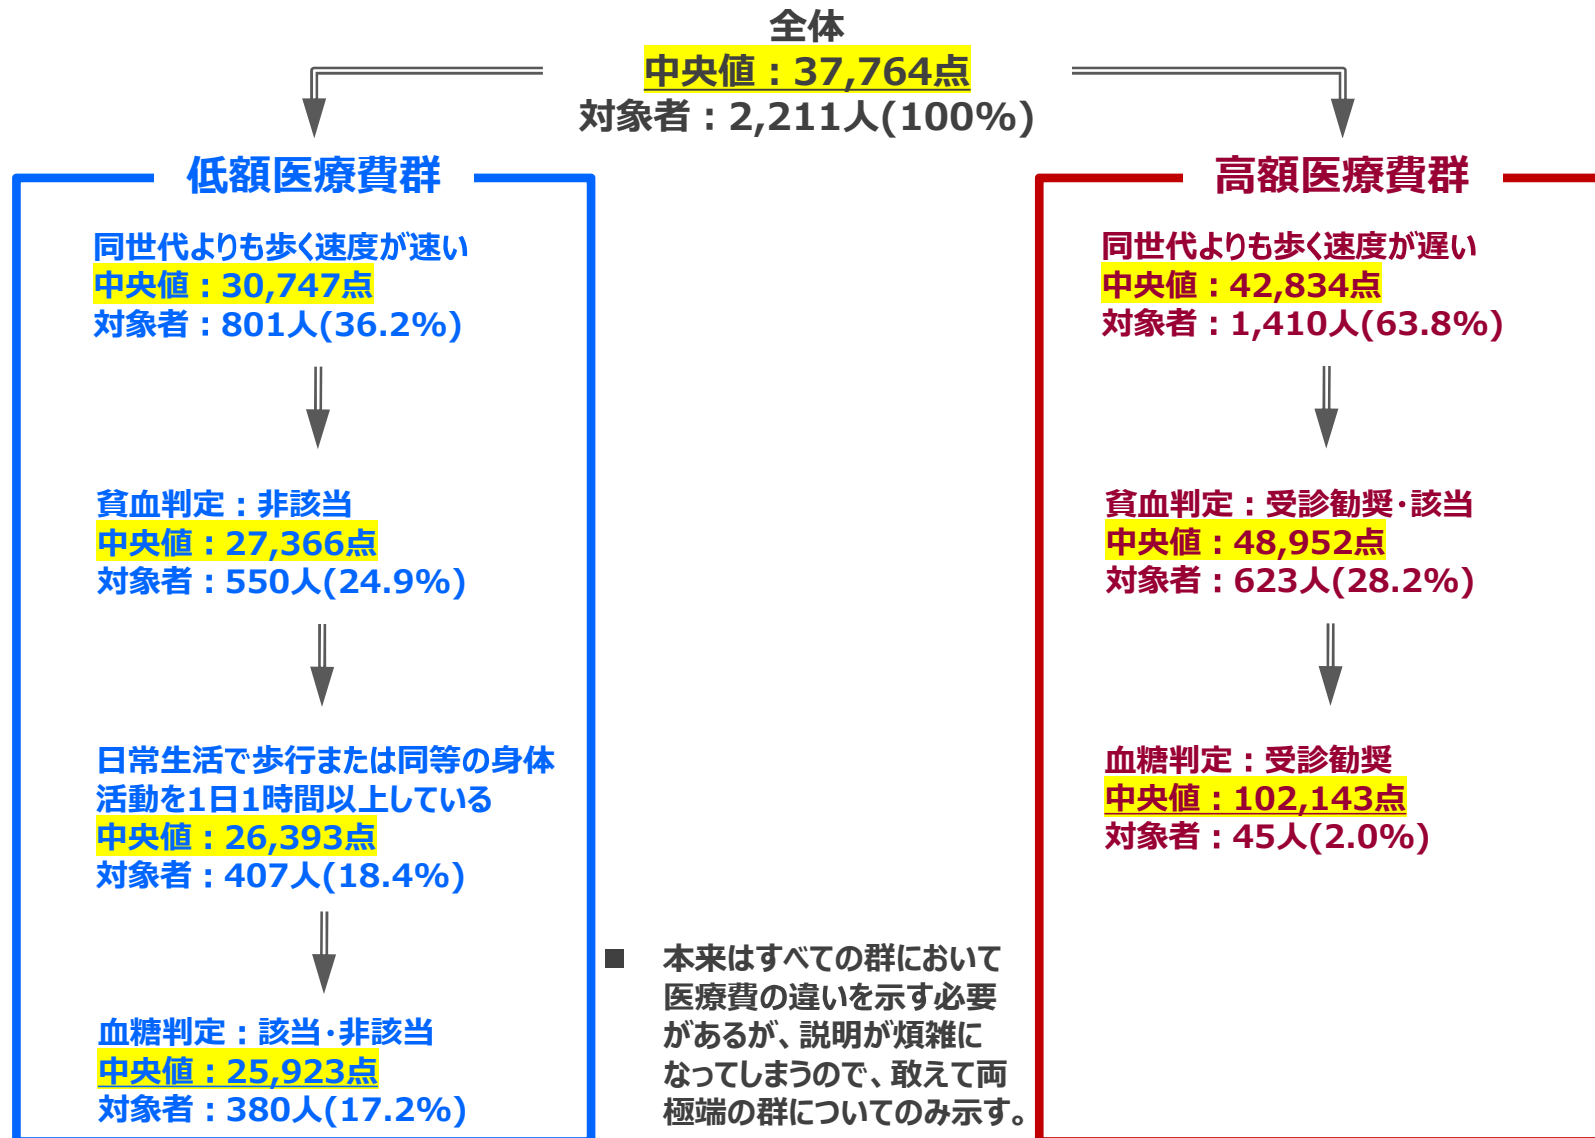 全体
中央値：37,764点
対象者：2,211人(100%)
低額医療費群
同世代よりも歩く速度が速い
中央値：30,747点
対象者：801人(36.2%)
貧血判定：非該当
中央値：27,366点
対象者：550人(24.9%)
日常生活で歩行または同等の身体
活動を1日1時間以上している
中央値：26,393点
対象者：407人(18.4%)
血糖判定：該当･非該当
中央値：25,923点
対象者：380人(17.2%)
高額医療費群
同世代よりも歩く速度が遅い
中央値：42,834点
対象者：1,410人(63.8%)
貧血判定：受診勧奨･該当
中央値：48,952点
対象者：623人(28.2%)
血糖判定：受診勧奨
中央値：102,143点
対象者：45人(2.0%)
■ 本来はすべての群において
医療費の違いを示す必要
があるが、説明が煩雑に
なってしまうので、敢えて両
極端の群についてのみ示す。